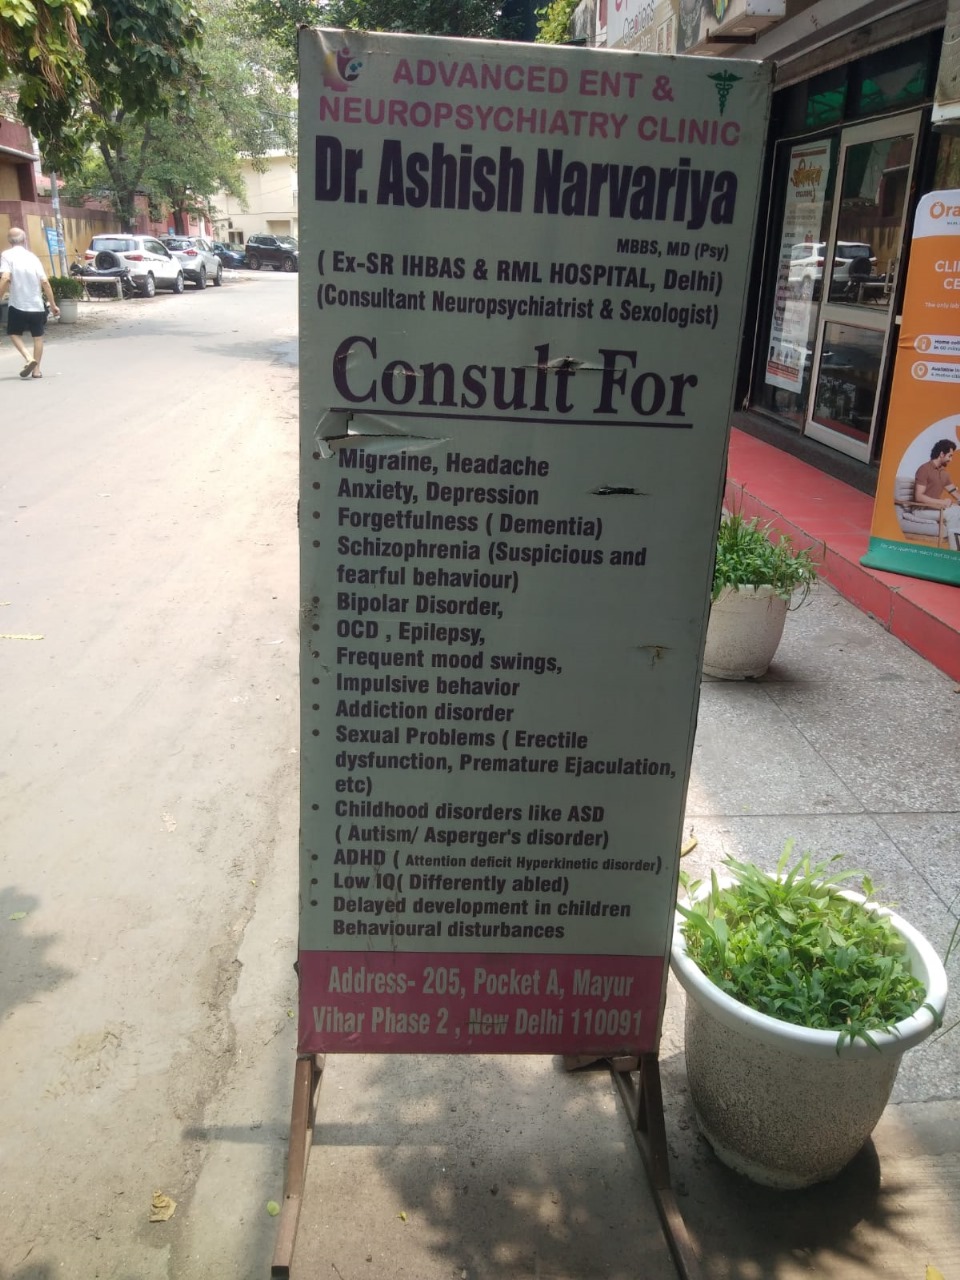 ADVANCED ENT &
NEUROPSYCHIATRY CLINIC
Dr. Ashish Narvariya
MBBS, MD (Psy)
( Ex-SR IHBAS & RML HOSPITAL, Delhi)
(Consultant Neuropsychiatrist & Sexologist)
Consult For
• Migraine, Headache
• Anxiety, Depression
• Forgetfulness ( Dementia)
• Schizophrenia (Suspicious and
fearful behaviour)
• Bipolar Disorder,
• OCD , Epilepsy,
• Frequent mood swings,
• Impulsive behavior
• Addiction disorder
• Sexual Problems ( Erectile
dysfunction, Premature Ejaculation,
etc)
• Childhood disorders like ASD
( Autism/ Asperger's disorder)
• ADHD ( Attention deficit Hyperkinetic disorder)
• Low IQ( Differently abled)
• Delayed development in children
Behavioural disturbances
Address- 205, Pocket A, Mayur
Vihar Phase 2 , New Delhi 110091